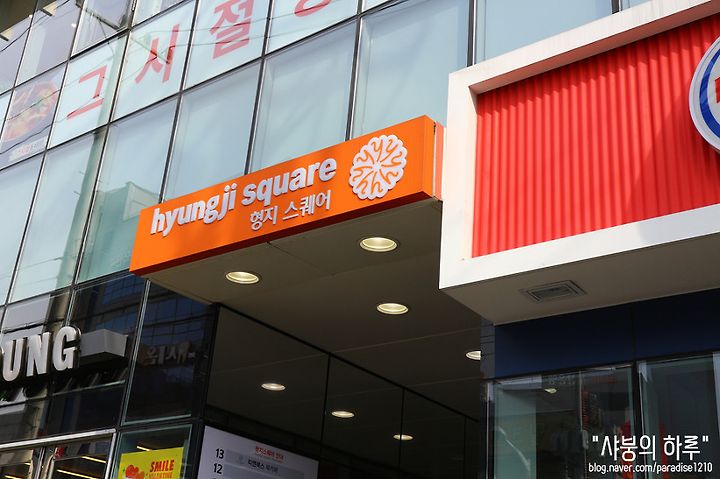 그시절
hyungji square
형지 스퀘어
UNG
SMILE
13
12
"사붕의 하루"
blog.naver.com/paradise1210